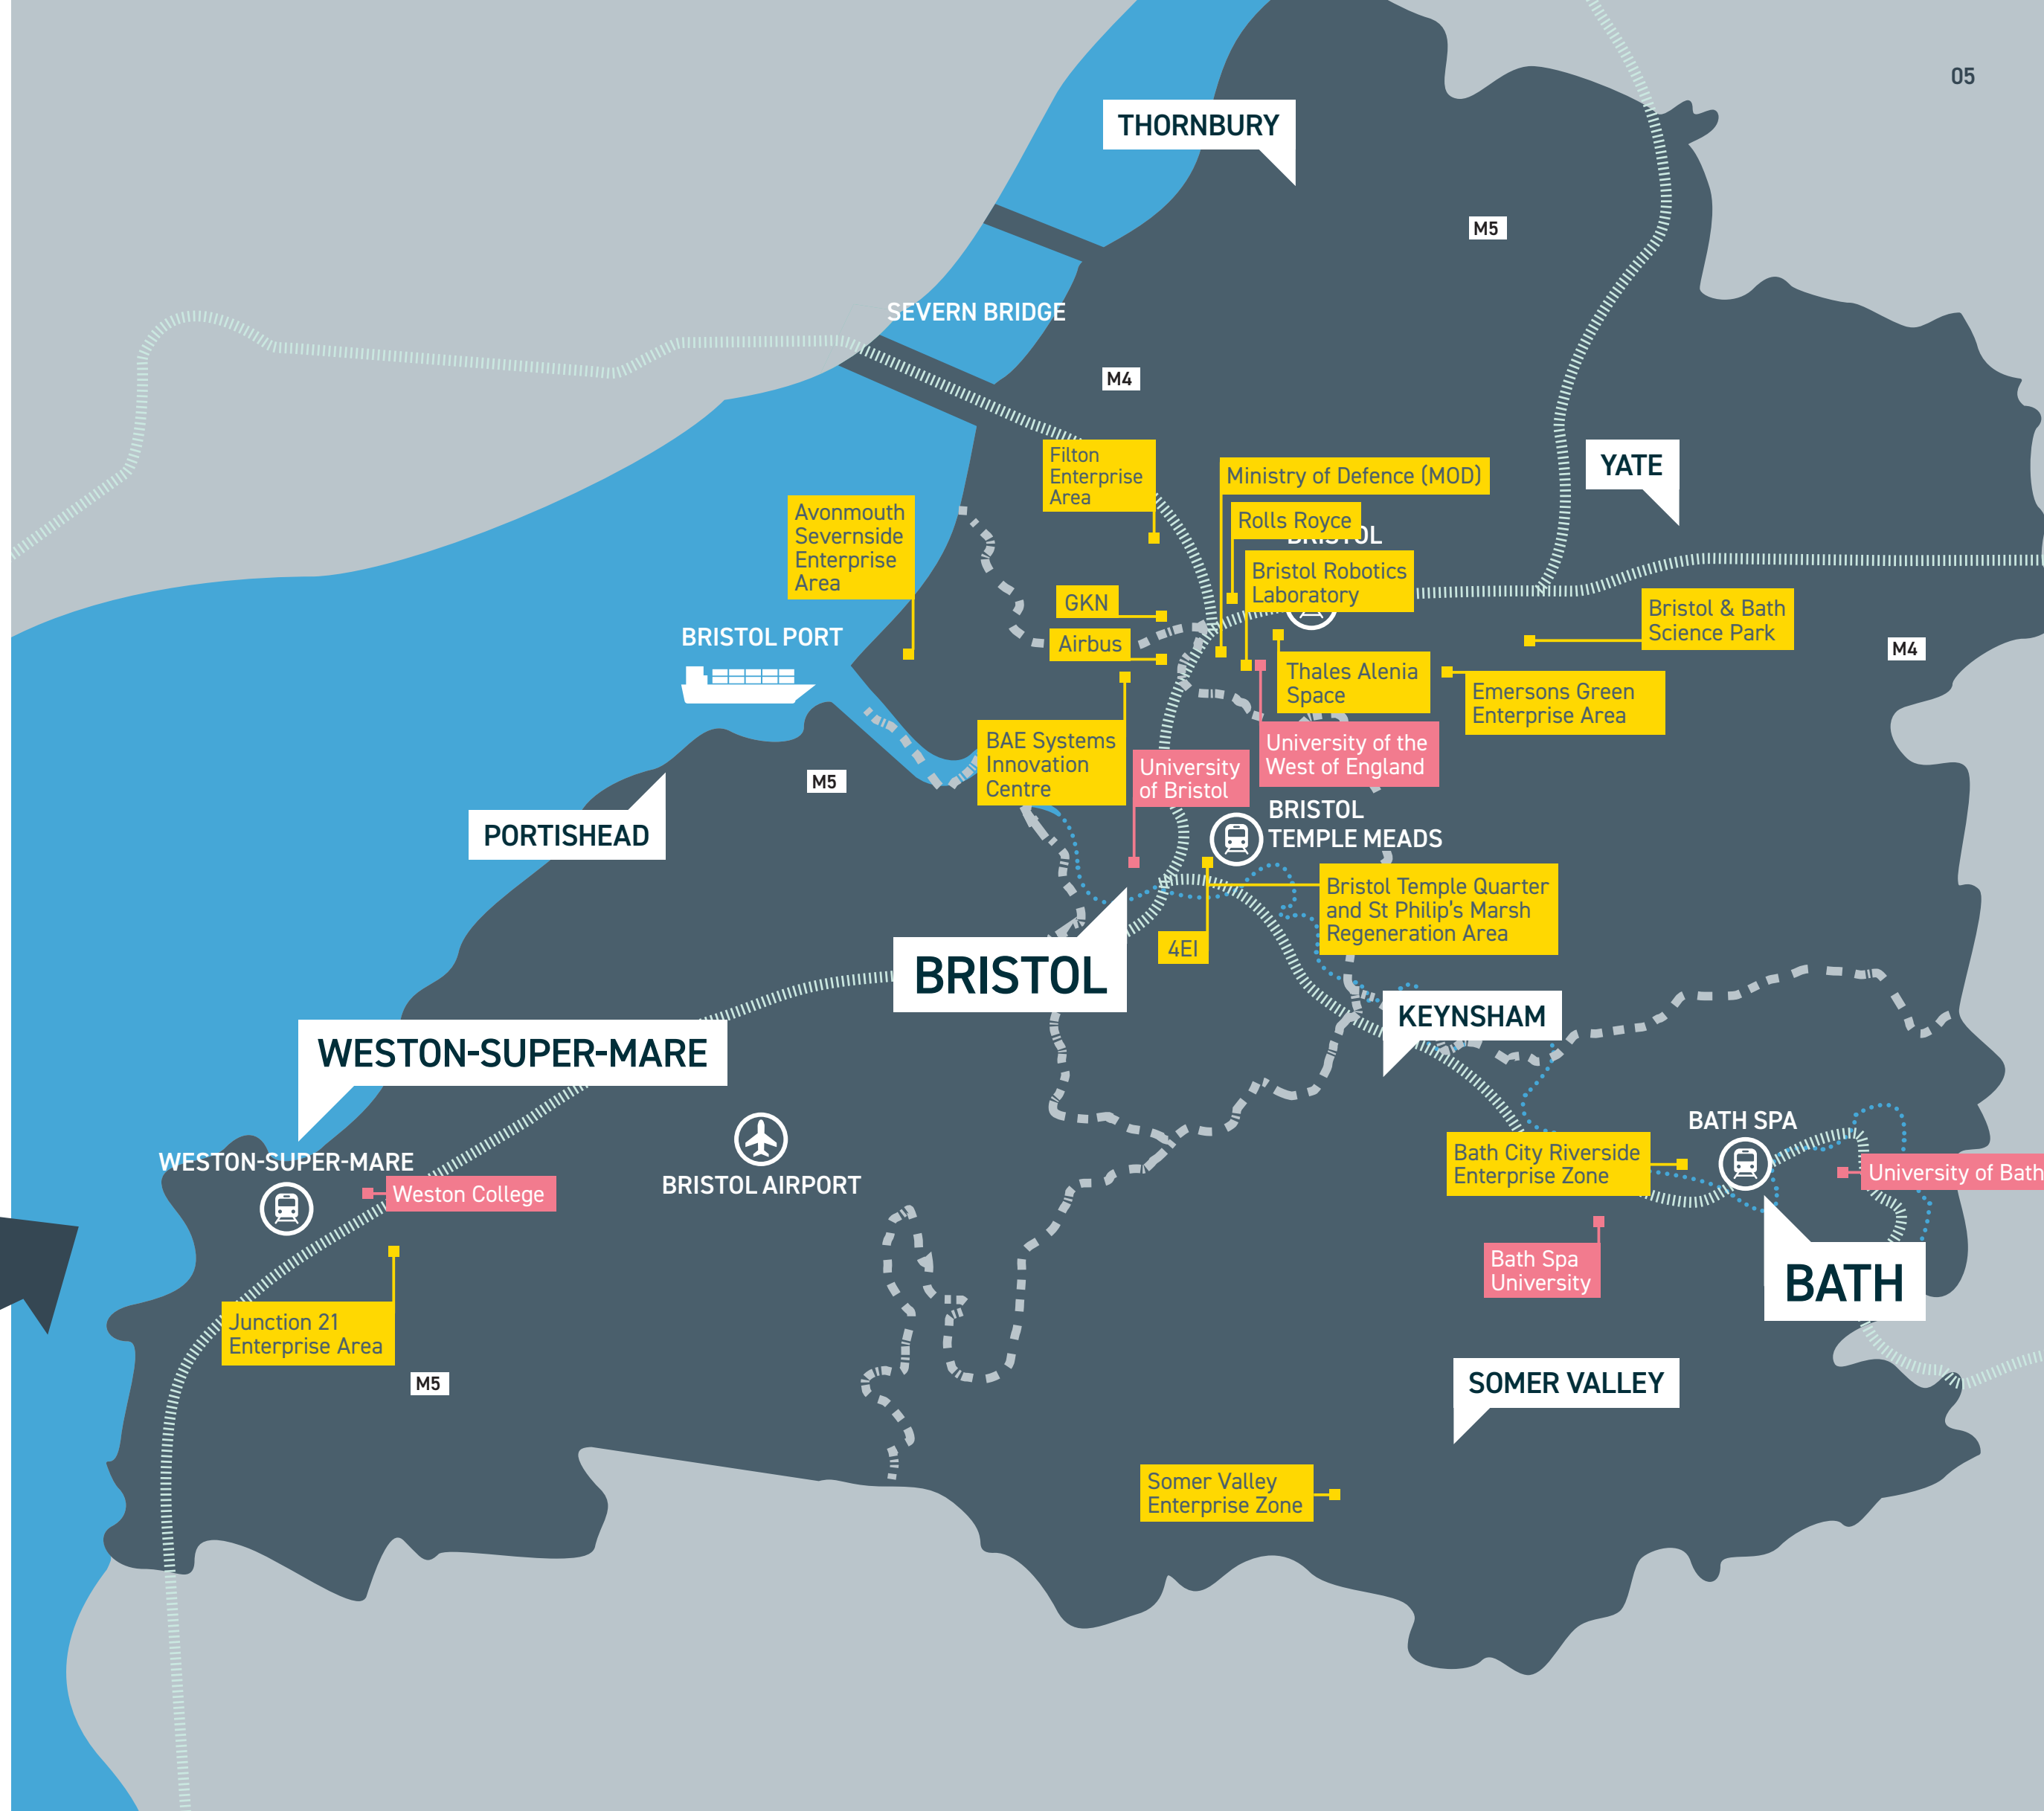 05
THORNBURY
M5
SEVERN BRIDGE
M4
Filton
Enterprise
Area
Ministry of Defence (MOD)
YATE
Avonmouth
Severnside
Enterprise
Area
Rolls Royce
BRISTOL
Bristol Robotics
Laboratory
GKN
Bristol & Bath
Science Park
BRISTOL PORT
Airbus
M4
Thales Alenia
Space
Emersons Green
Enterprise Area
BAE Systems
Innovation
Centre
University of the
West of England
University
of Bristol
M5
PORTISHEAD
BRISTOL
TEMPLE MEADS
Bristol Temple Quarter
and St Philip's Marsh
Regeneration Area
4EI
BRISTOL
KEYNSHAM
WESTON-SUPER-MARE
BATH SPA
Bath City Riverside
Enterprise Zone
WESTON-SUPER-MARE
University of Bath
BRISTOL AIRPORT
Weston College
Bath Spa
University
BATH
Junction 21
Enterprise Area
M5
SOMER VALLEY
Somer Valley
Enterprise Zone